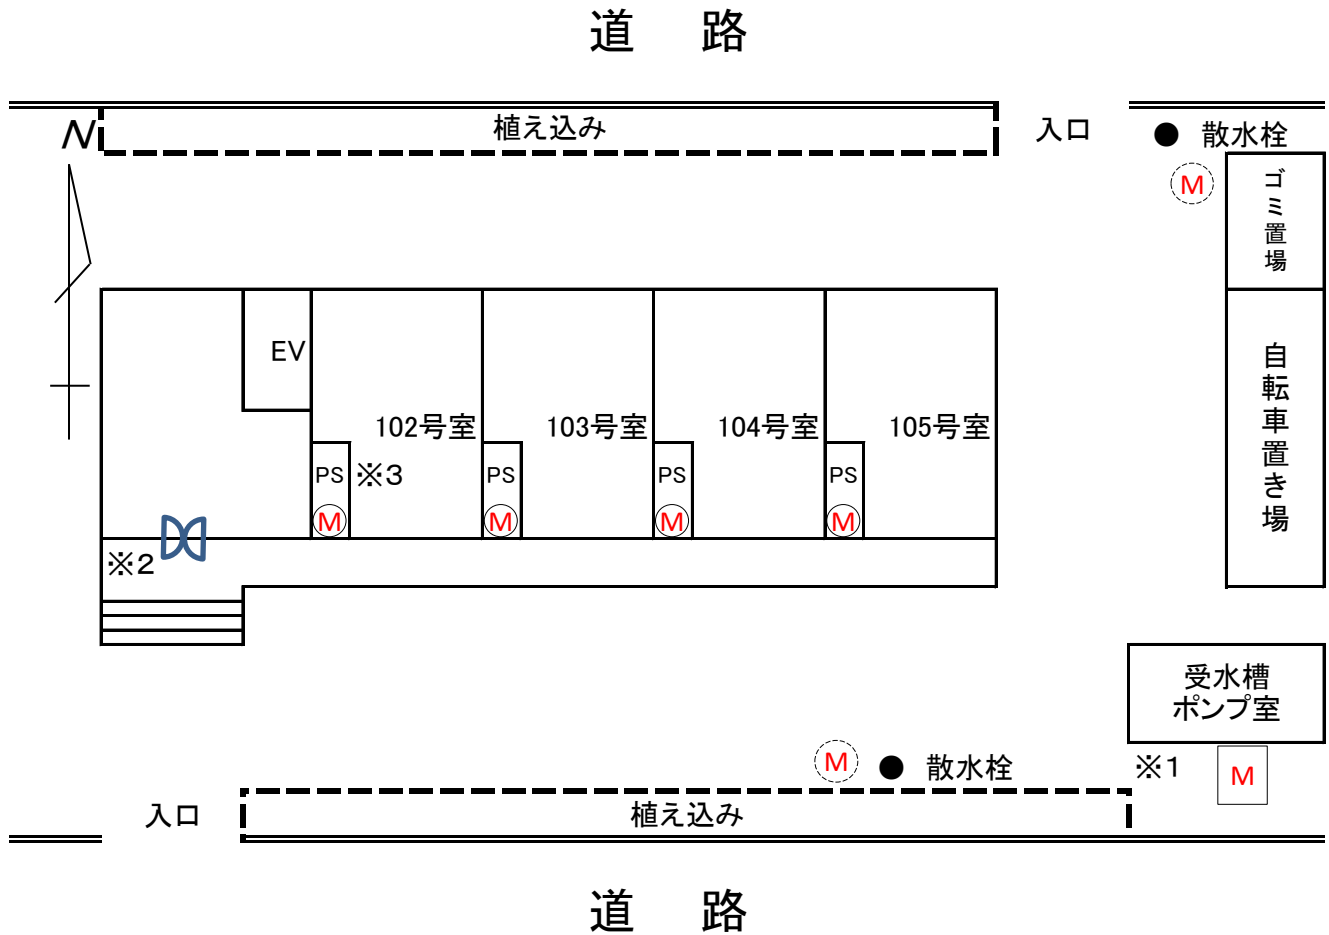 道 路
N
植え込み
入口
● 散水栓
M
ゴミ置場
EV
102号室
103号室
104号室
105号室
自転車置き場
PS
※3
PS
PS
PS
M
M
M
M
※2
受水槽
ポンプ室
M
● 散水栓
※1
M
入口
植え込み
道 路